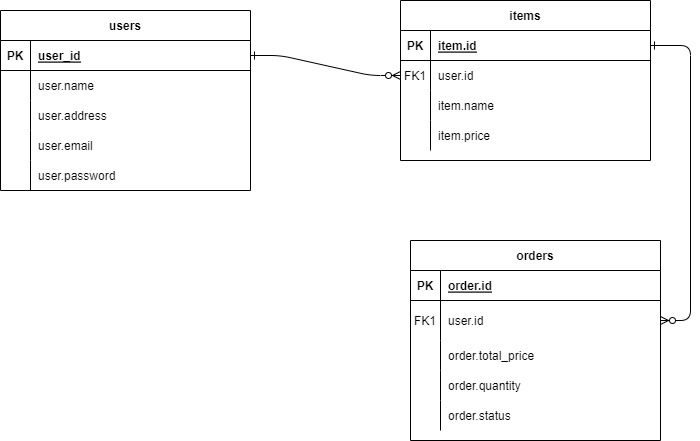 users
PK user_id
user.name
user.address
user.email
user.password
items
PK item.id
FK1 user.id
item.name
item.price
orders
PK order.id
FK1 user.id
order.total_price
order.quantity
order.status